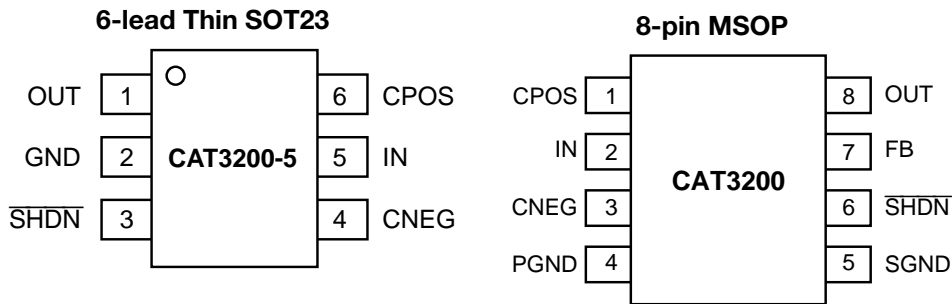 6-lead Thin SOT23
OUT 1 6 CPOS
GND 2 CAT3200-5 5 IN
SHDN 3 4 CNEG
8-pin MSOP
CPOS 1 8 OUT
IN 2 7 FB
CAT3200
CNEG 3 6 SHDN
PGND 4 5 SGND